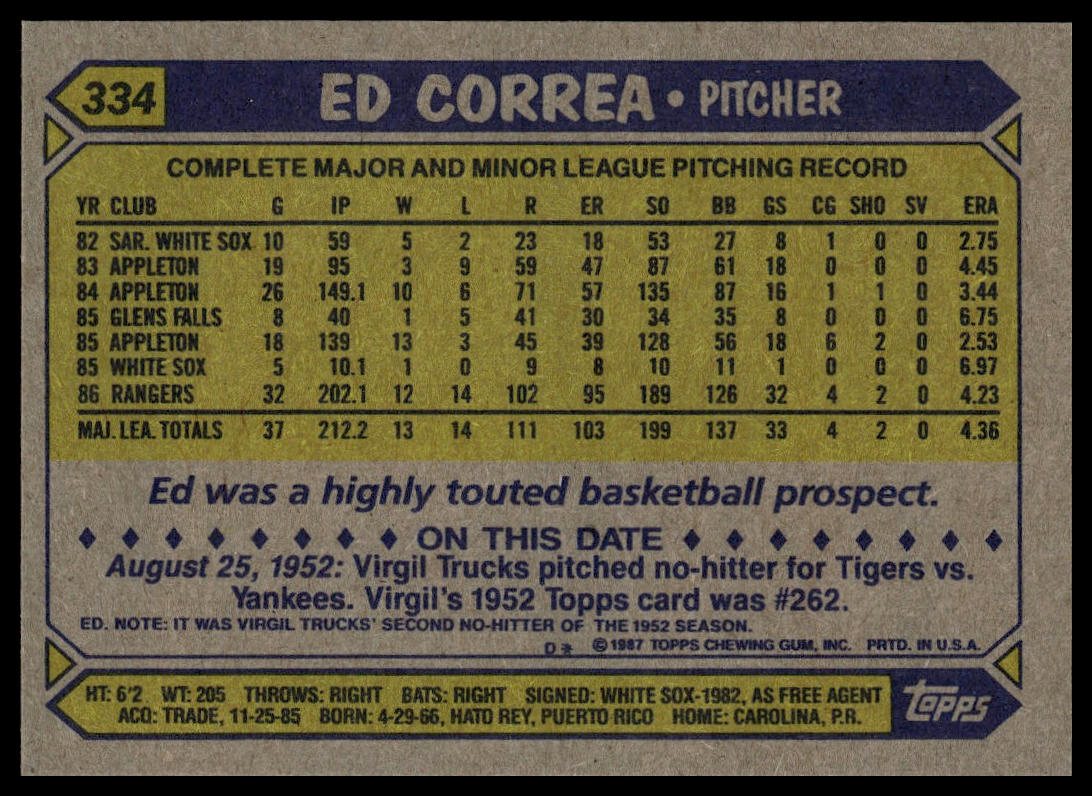 334 ED CORREA • PITCHER
COMPLETE MAJOR AND MINOR LEAGUE PITCHING RECORD
YR CLUB G IP W L R ER SO BB GS CG SHO SV ERA
82 SAR. WHITE SOX 10 59 5 2 23 18 53 27 8 1 0 0 2.75
83 APPLETON 19 95 3 9 59 47 87 61 18 0 0 0 4.45
84 APPLETON 26 149.1 10 6 71 57 135 87 16 1 1 0 3.44
85 GLENS FALLS 8 40 1 5 41 30 34 35 8 0 0 0 6.75
85 APPLETON 18 139 13 3 45 39 128 56 18 6 2 0 2.53
85 WHITE SOX 5 10.1 1 0 9 8 10 11 1 0 0 0 6.97
86 RANGERS 32 202.1 12 14 102 95 189 126 32 4 2 0 4.23
MAJ. LEA. TOTALS 37 212.2 13 14 111 103 199 137 33 4 2 0 4.36
Ed was a highly touted basketball prospect.
♦ ♦ ♦ ♦ ♦ ♦ ♦ ♦ ON THIS DATE ♦ ♦ ♦ ♦ ♦ ♦ ♦ ♦
August 25, 1952: Virgil Trucks pitched no-hitter for Tigers vs.
Yankees. Virgil's 1952 Topps card was #262.
ED. NOTE: IT WAS VIRGIL TRUCKS' SECOND NO-HITTER OF THE 1952 SEASON.
D* ©1987 TOPPS CHEWING GUM, INC. PRTD. IN U.S.A.
HT: 6'2 WT: 205 THROWS: RIGHT BATS: RIGHT SIGNED: WHITE SOX-1982, AS FREE AGENT
ACQ: TRADE, 11-25-85 BORN: 4-29-66, HATO REY, PUERTO RICO HOME: CAROLINA, P.R.
topps